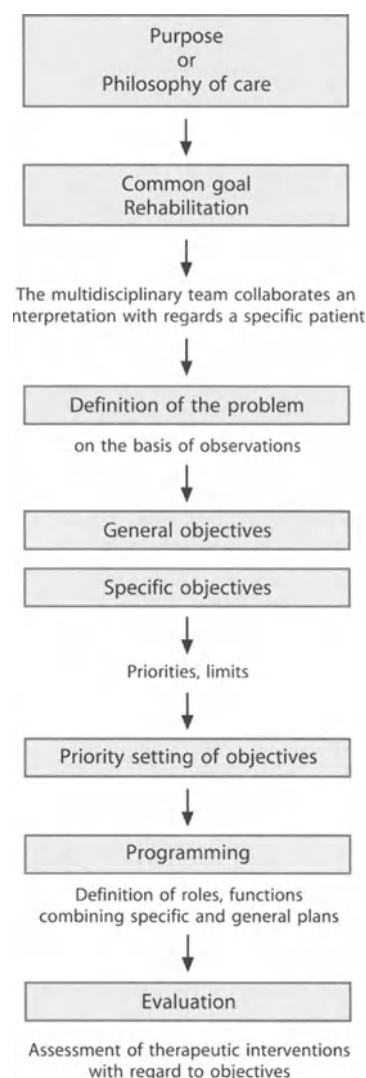 Purpose
or
Philosophy of care
Common goal
Rehabilitation
The multidisciplinary team collaborates an
nterpretation with regards a specific patient
Definition of the problem
on the basis of observations
General objectives
Specific objectives
Priorities, limits
Priority setting of objectives
Programming
Definition of roles, functions
combining specific and general plans
Evaluation
Assessment of therapeutic interventions
with regard to objectives